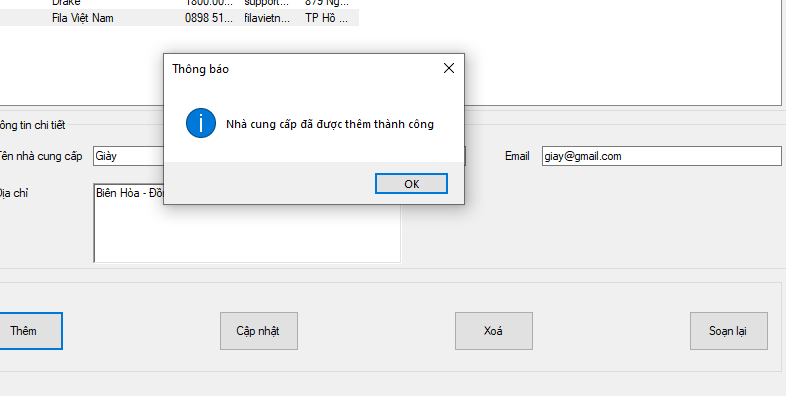 Drake 1800.00... support... 879 Ng...
Fila Việt Nam 0898 51... filavietn... TP Hồ ...
Thông báo
Nhà cung cấp đã được thêm thành công
OK
ông tin chi tiết
Tên nhà cung cấp Giày Email giay@gmail.com
Địa chỉ Biên Hòa - Đồ
Thêm Cập nhật Xoá Soạn lại